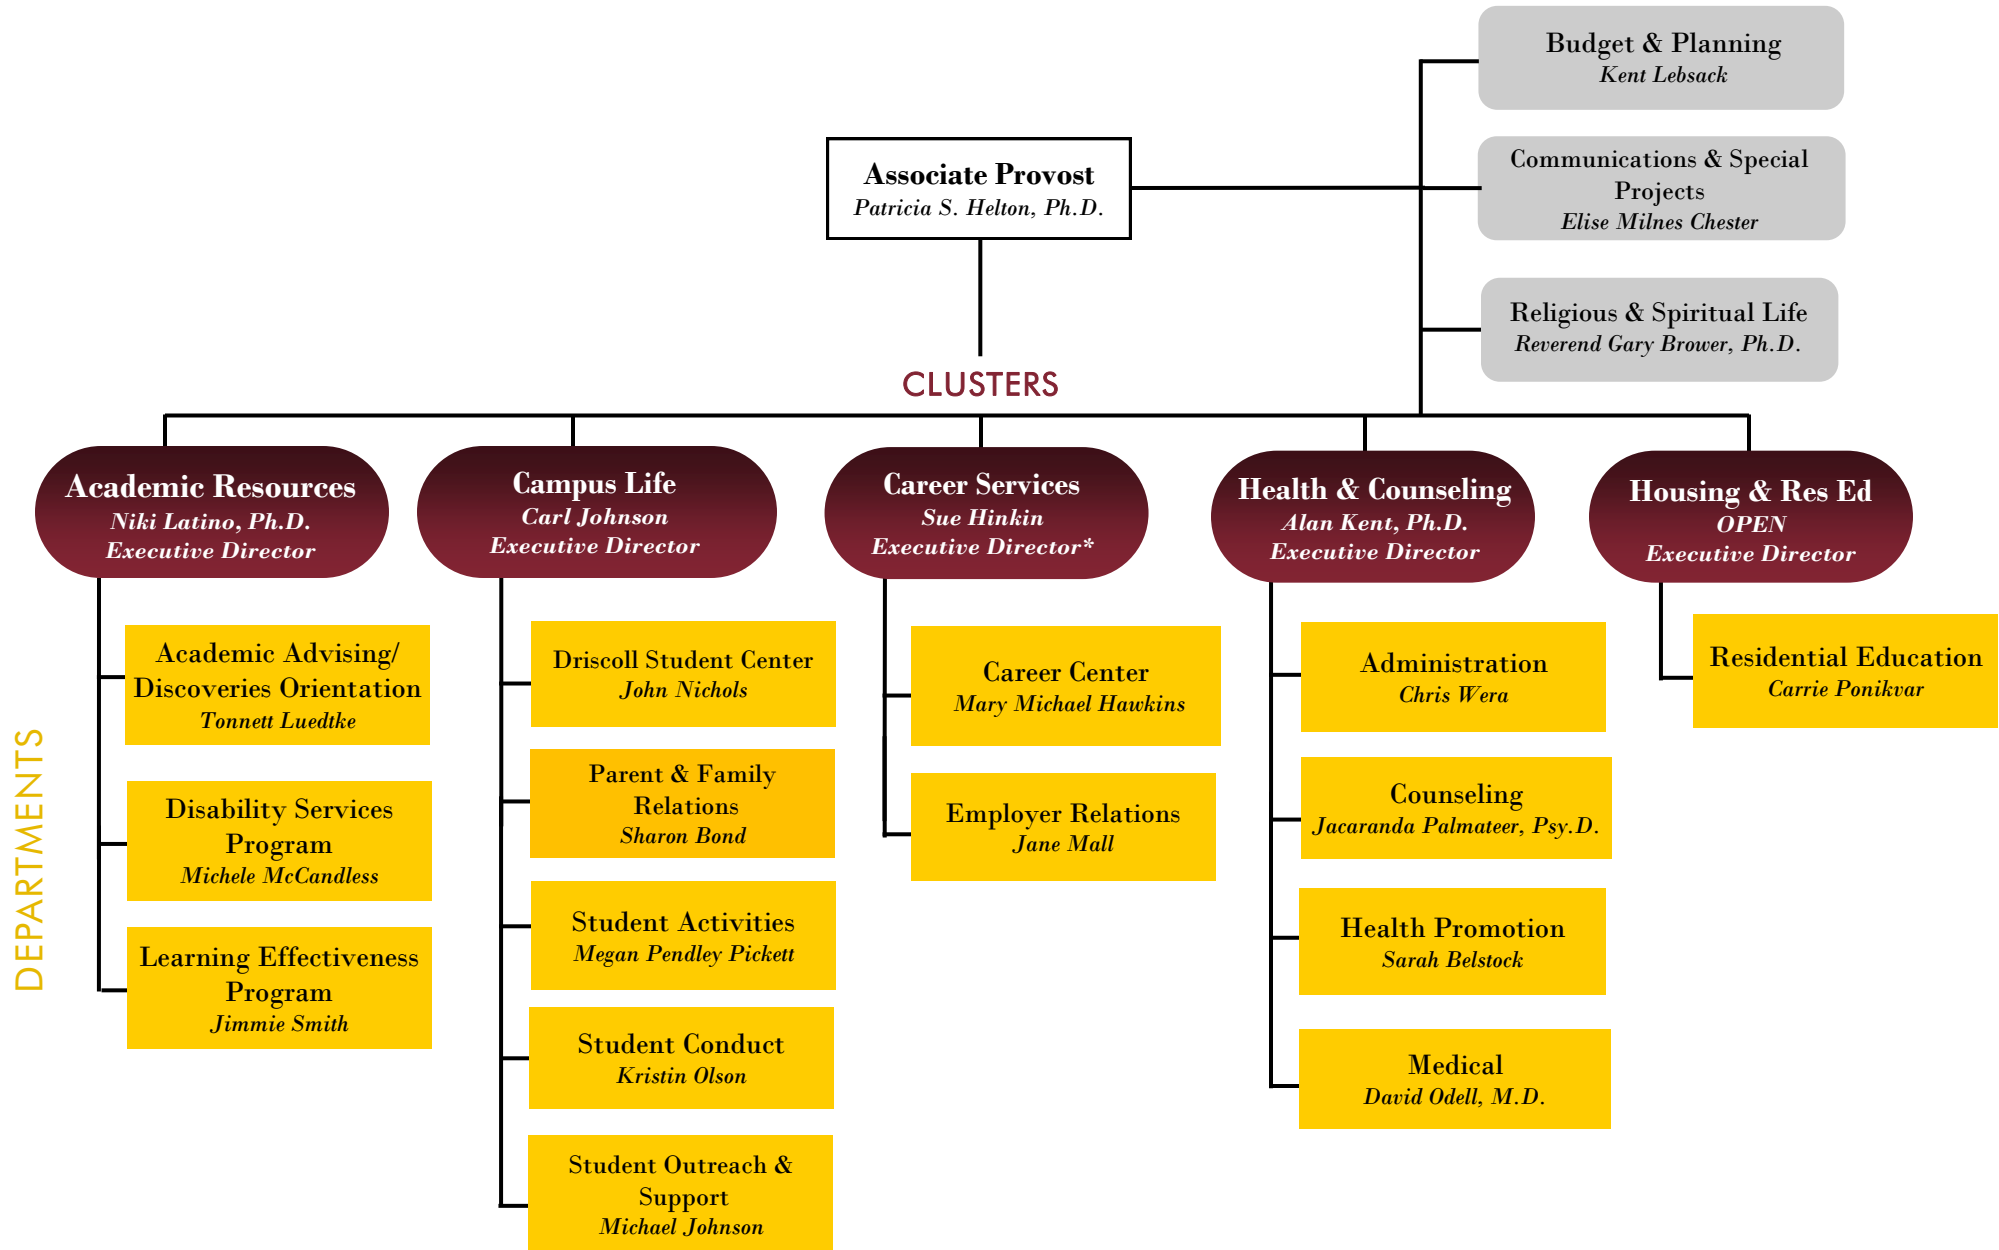 Budget & Planning
Kent Lebsack
Associate Provost
Patricia S. Helton, Ph.D.
Communications & Special
Projects
Elise Milnes Chester
Religious & Spiritual Life
Reverend Gary Brower, Ph.D.
CLUSTERS
Academic Resources
Niki Latino, Ph.D.
Executive Director
Campus Life
Carl Johnson
Executive Director
Career Services
Sue Hinkin
Executive Director*
Health & Counseling
Alan Kent, Ph.D.
Executive Director
Housing & Res Ed
OPEN
Executive Director
DEPARTMENTS
Academic Advising/
Discoveries Orientation
Tonnett Luedtke
Disability Services
Program
Michele McCandless
Learning Effectiveness
Program
Jimmie Smith
Driscoll Student Center
John Nichols
Parent & Family
Relations
Sharon Bond
Student Activities
Megan Pendley Pickett
Student Conduct
Kristin Olson
Student Outreach &
Support
Michael Johnson
Career Center
Mary Michael Hawkins
Employer Relations
Jane Mall
Administration
Chris Wera
Counseling
Jacaranda Palmateer, Psy.D.
Health Promotion
Sarah Belstock
Medical
David Odell, M.D.
Residential Education
Carrie Ponikvar